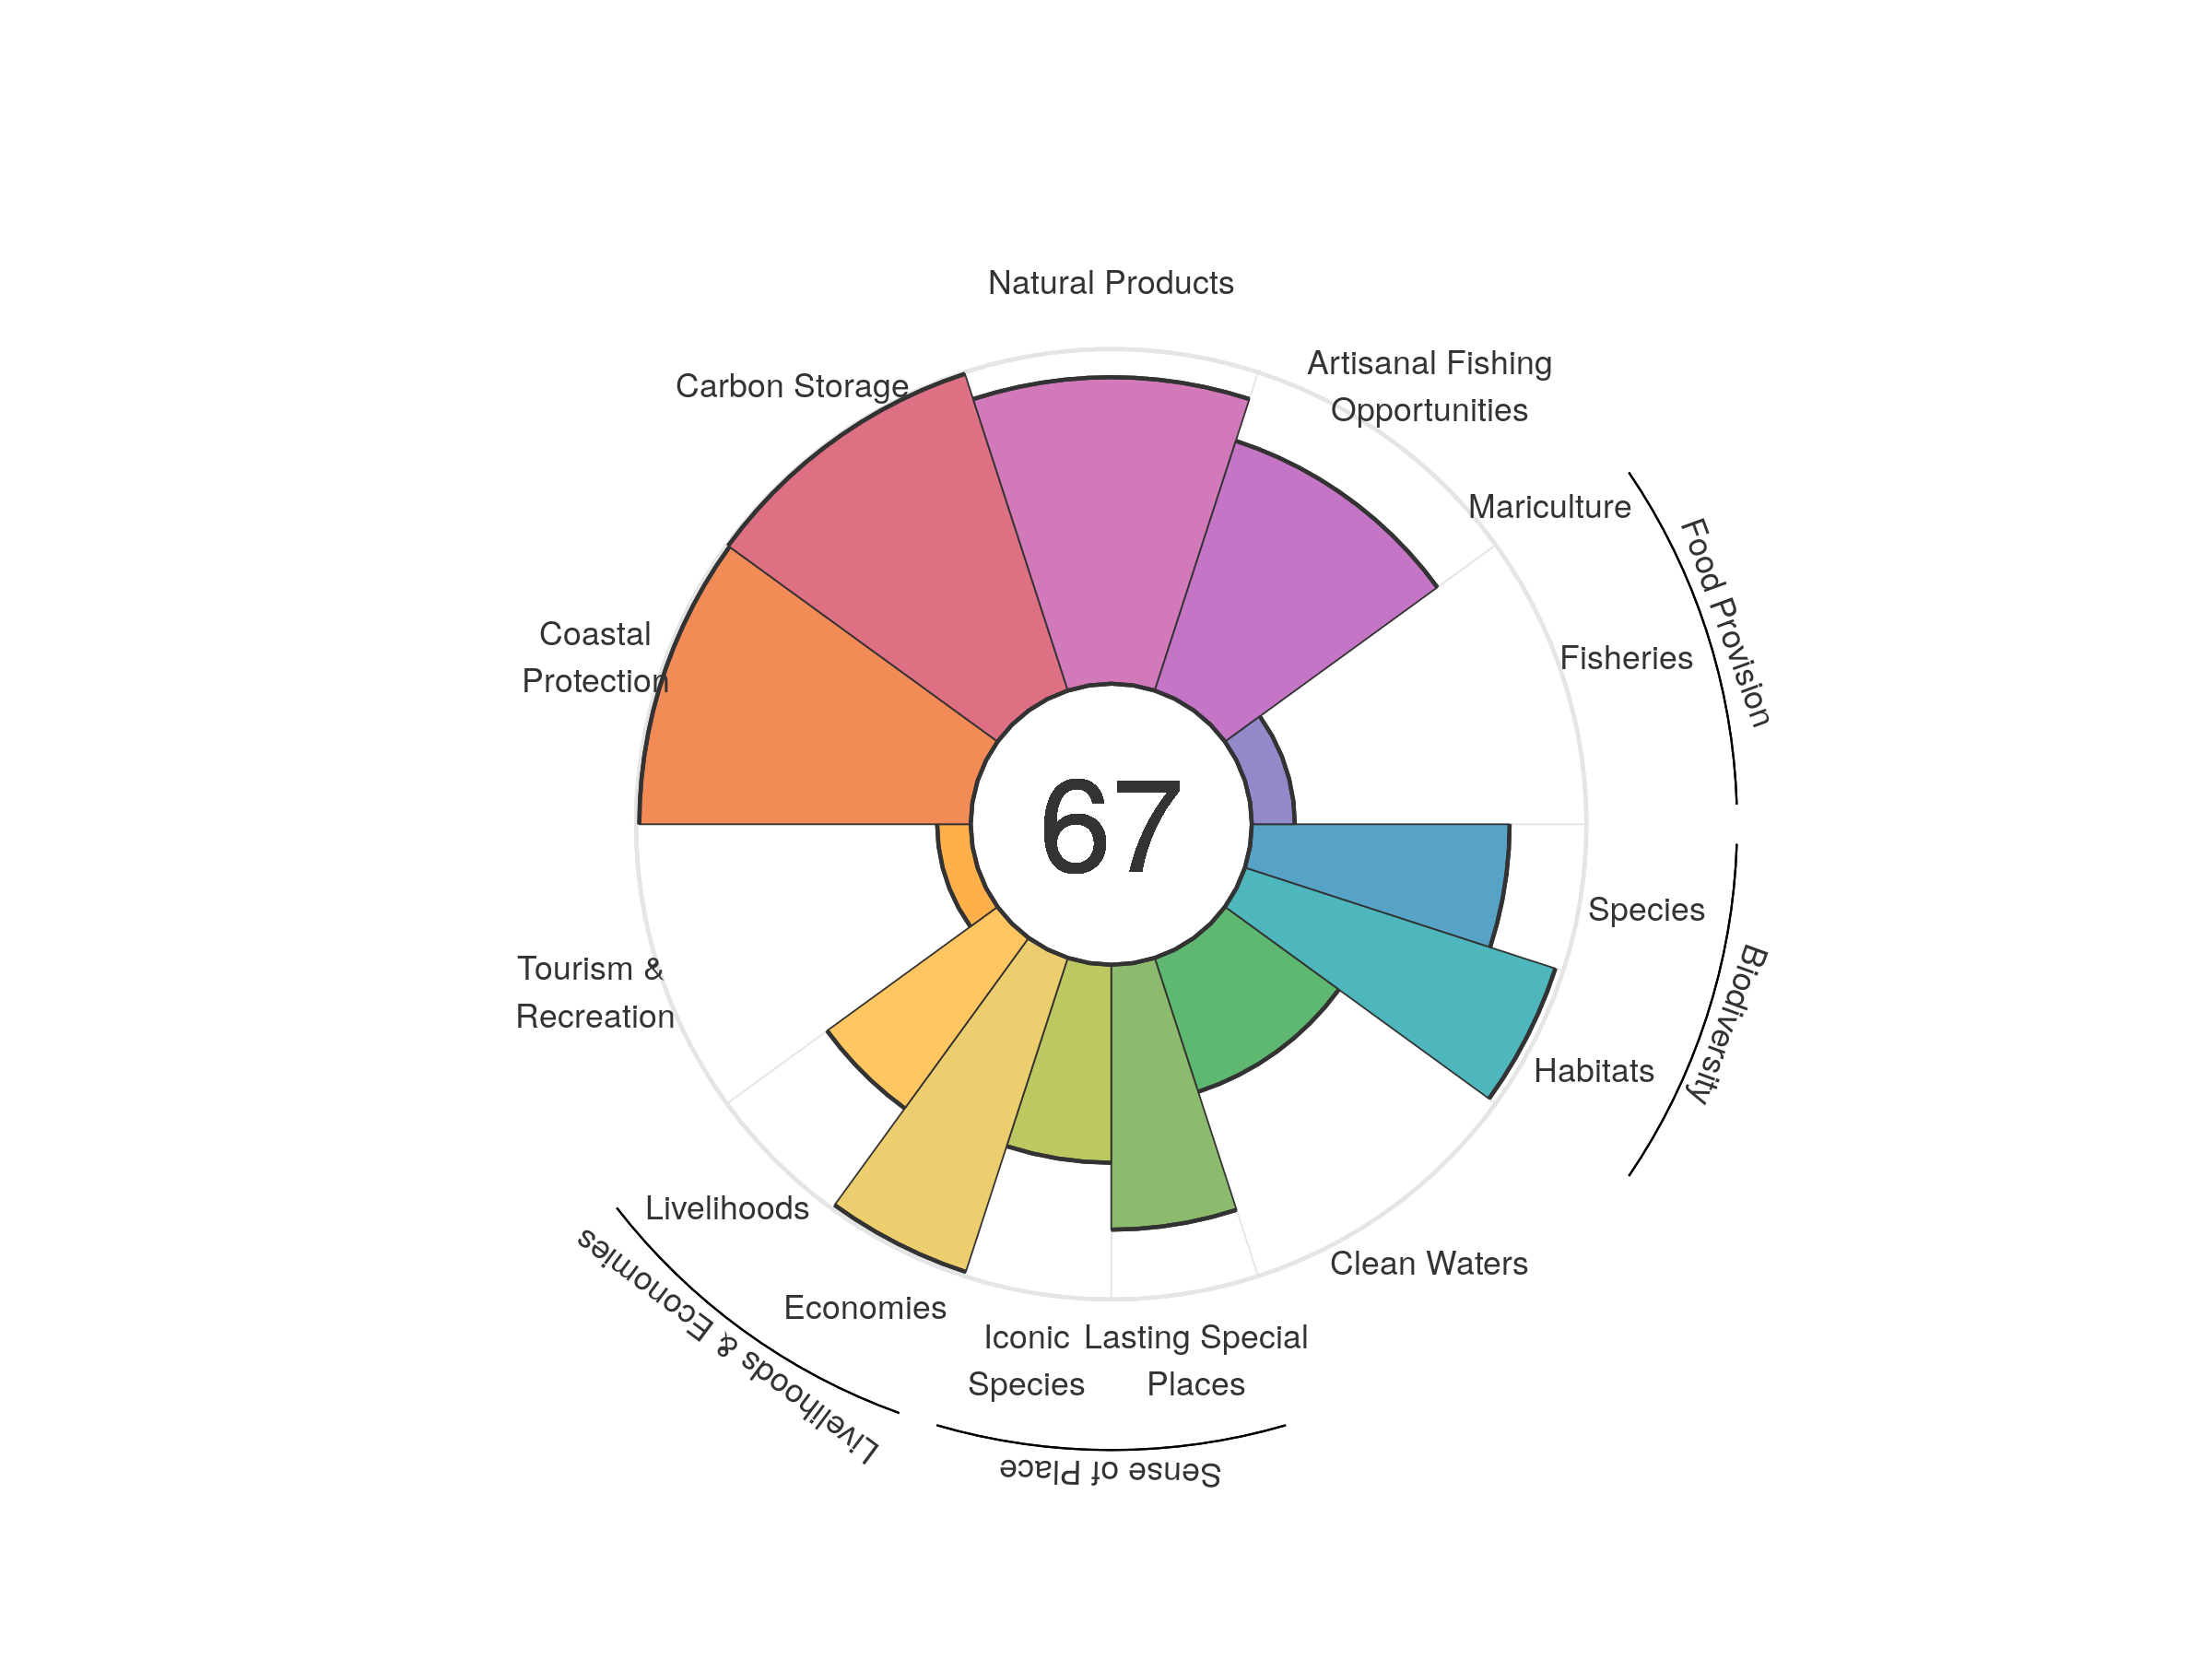 Natural Products
Artisanal Fishing
Opportunities
Carbon Storage
Mariculture
Food Provision
Coastal
Protection
Fisheries
67
Species
Biodiversity
Tourism &
Recreation
Habitats
Livelihoods
Clean Waters
Economies
Livelihoods & Economies
Iconic
Species
Lasting Special
Places
Sense of Place